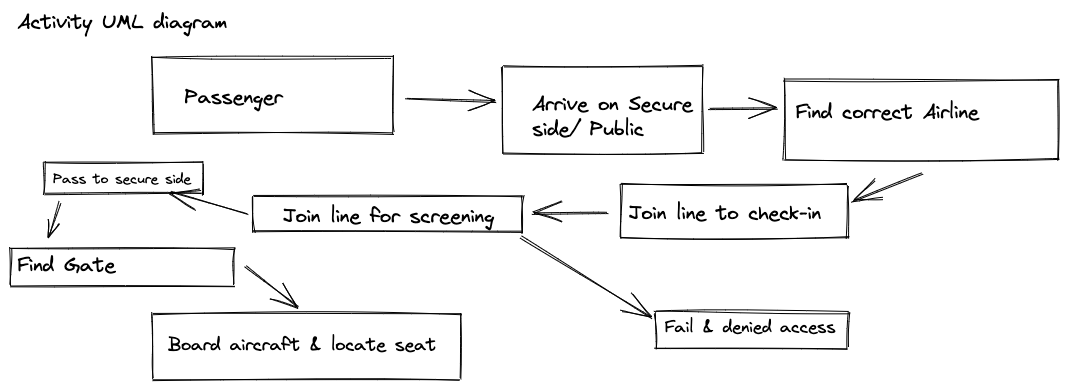 Activity UML diagram
Passenger
Arrive on Secure
side/ Public
Find correct Airline
Join line to check-in
Join line for screening
Pass to secure side
Find Gate
Board aircraft & locate seat
Fail & denied access